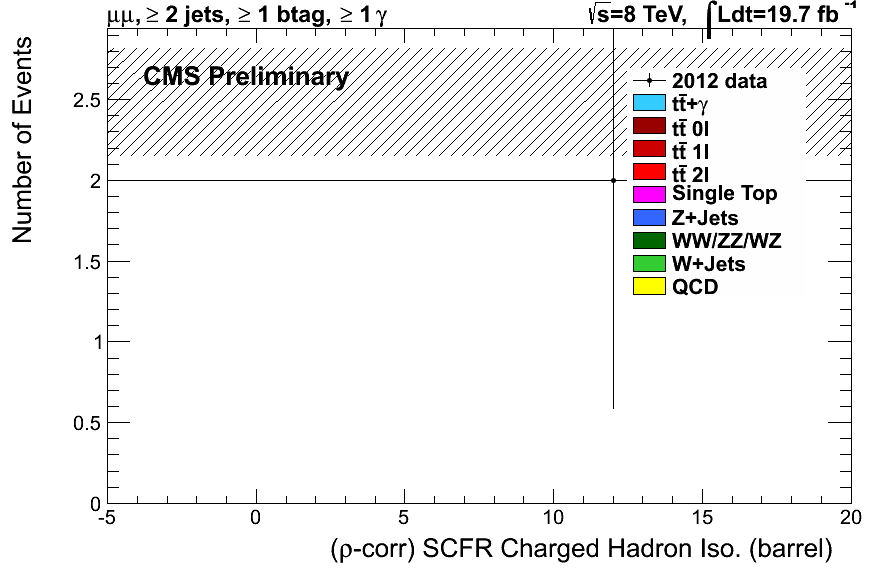 μμ, ≥ 2 jets, ≥ 1 btag, ≥ 1 γ
√s=8 TeV, ∫Ldt=19.7 fb⁻¹
Number of Events
CMS Preliminary
2012 data
tt̄+γ
tt̄ 0l
tt̄ 1l
tt̄ 2l
Single Top
Z+Jets
WW/ZZ/WZ
W+Jets
QCD
2.5
2
1.5
1
0.5
0
-5 0 5 10 15 20
(ρ-corr) SCFR Charged Hadron Iso. (barrel)